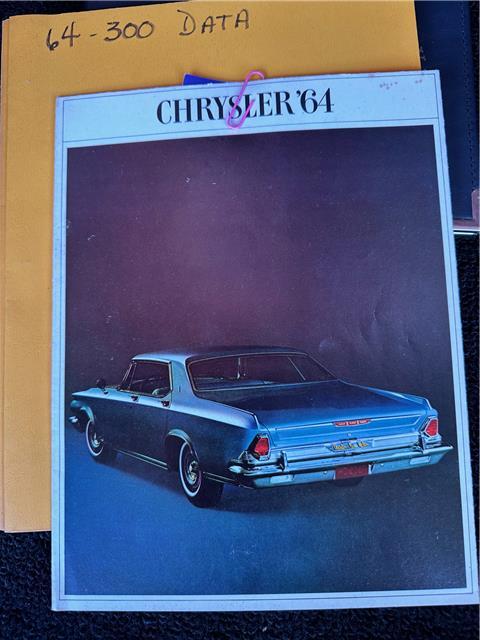 64-300 DATA
CHRYSLER '64